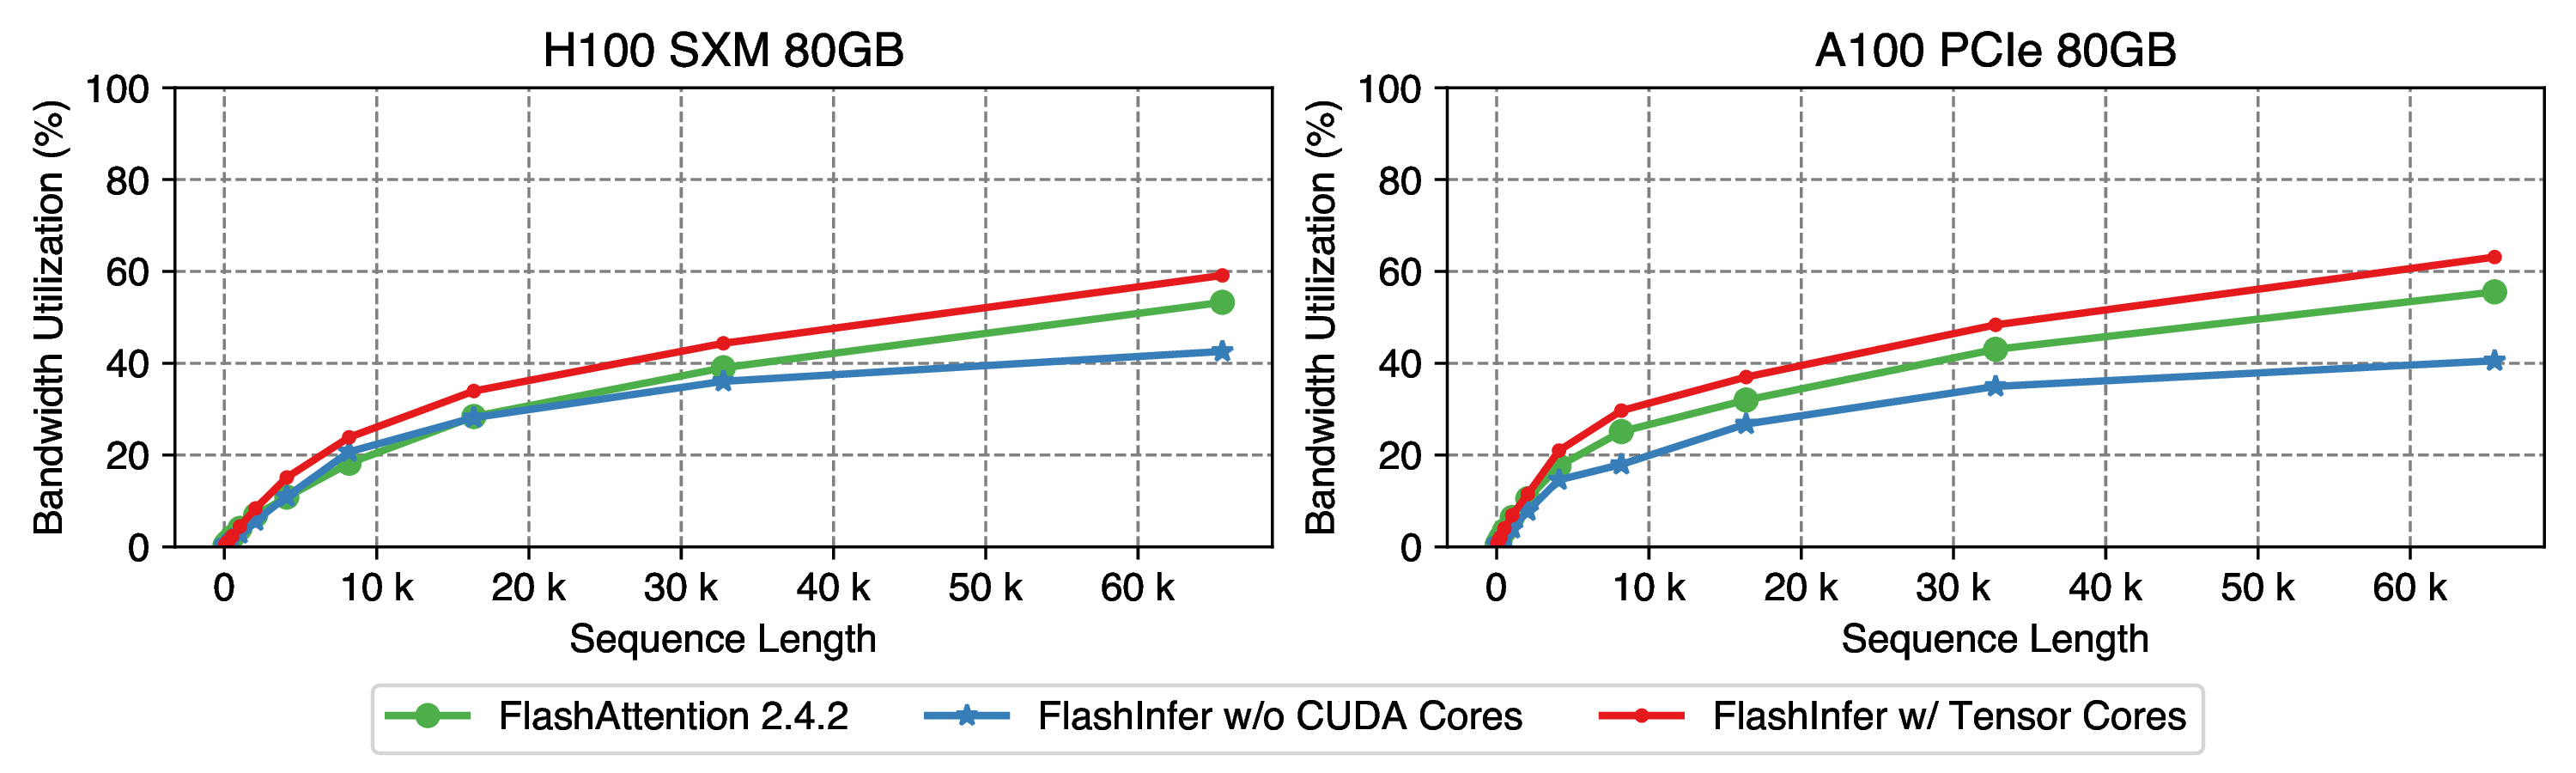 H100 SXM 80GB
Bandwidth Utilization (%)
100
80
60
40
20
0
0 10 k 20 k 30 k 40 k 50 k 60 k
Sequence Length
A100 PCIe 80GB
Bandwidth Utilization (%)
100
80
60
40
20
0
0 10 k 20 k 30 k 40 k 50 k 60 k
Sequence Length
FlashAttention 2.4.2 FlashInfer w/o CUDA Cores FlashInfer w/ Tensor Cores